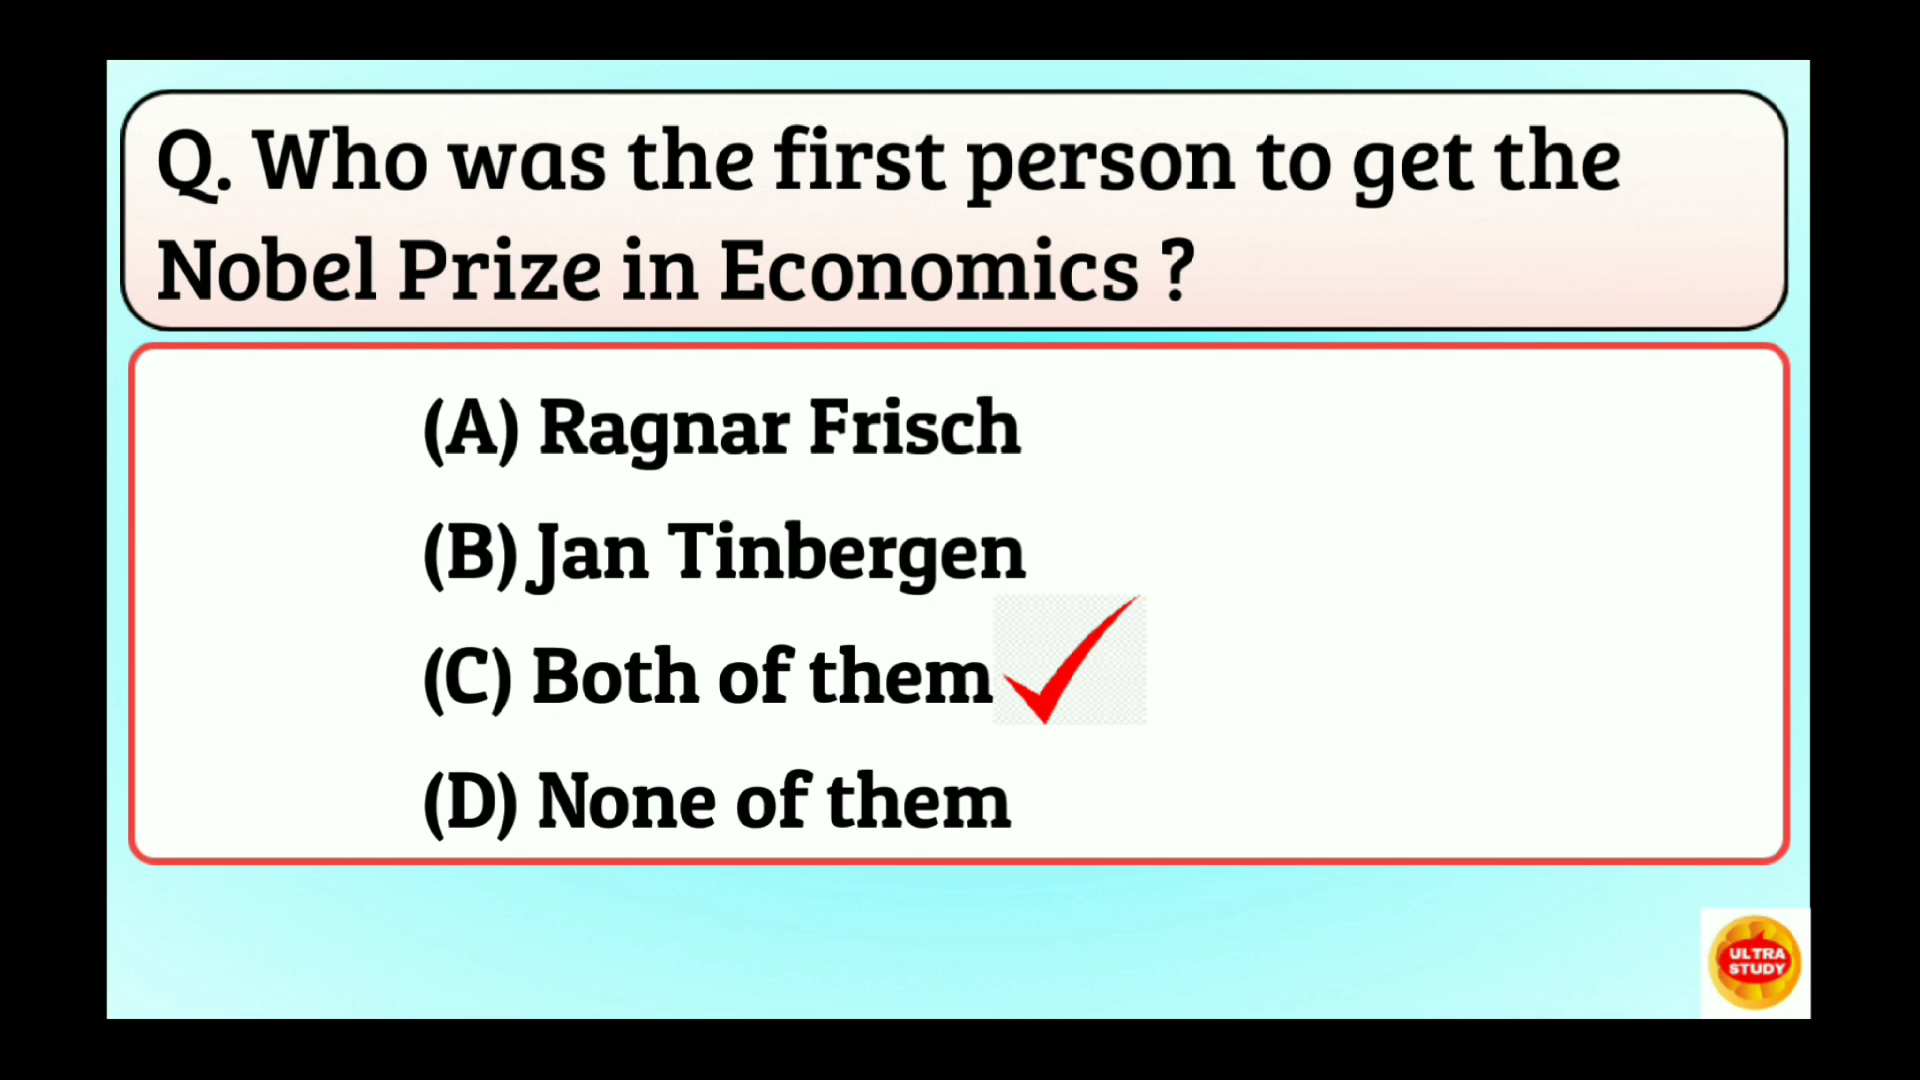 Q. Who was the first person to get the
Nobel Prize in Economics ?
(A) Ragnar Frisch
(B) Jan Tinbergen
(C) Both of them
(D) None of them
ULTRA
STUDY